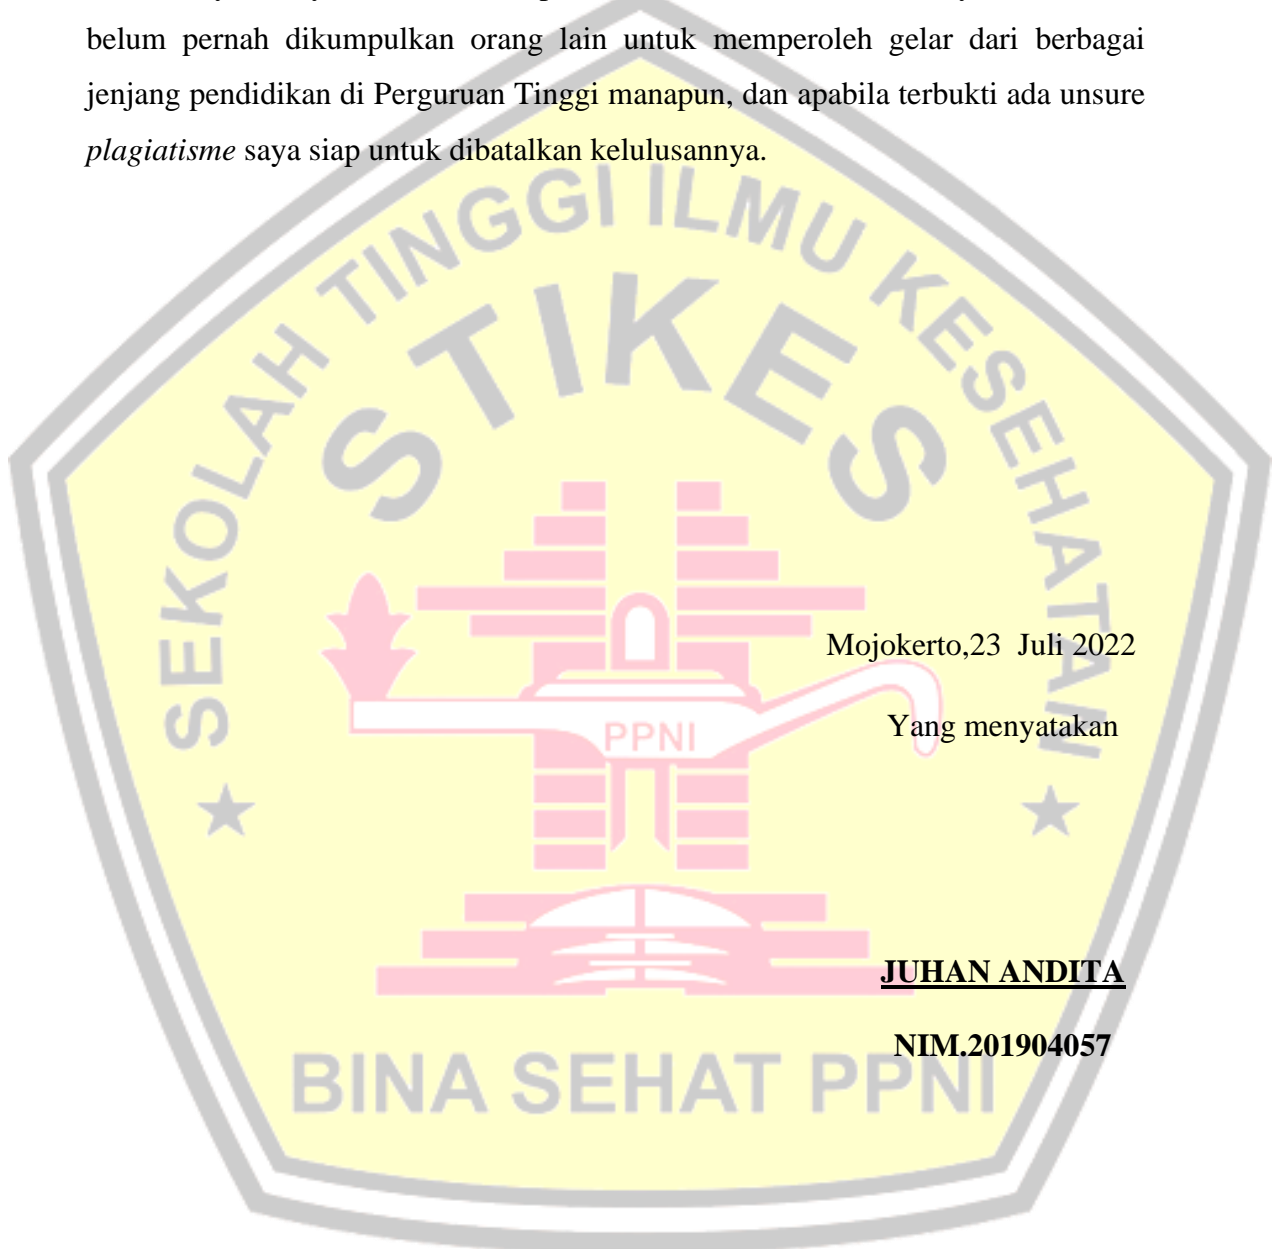 belum pernah dikumpulkan orang lain untuk memperoleh gelar dari berbagai
jenjang pendidikan di Perguruan Tinggi manapun, dan apabila terbukti ada unsure
plagiatisme saya siap untuk dibatalkan kelulusannya.
SEKOLAH TINGGI ILMU KESEHATAN
STIKES
Mojokerto,23 Juli 2022
PPNI
Yang menyatakan
JUHAN ANDITA
NIM.201904057
BINA SEHAT PPNI